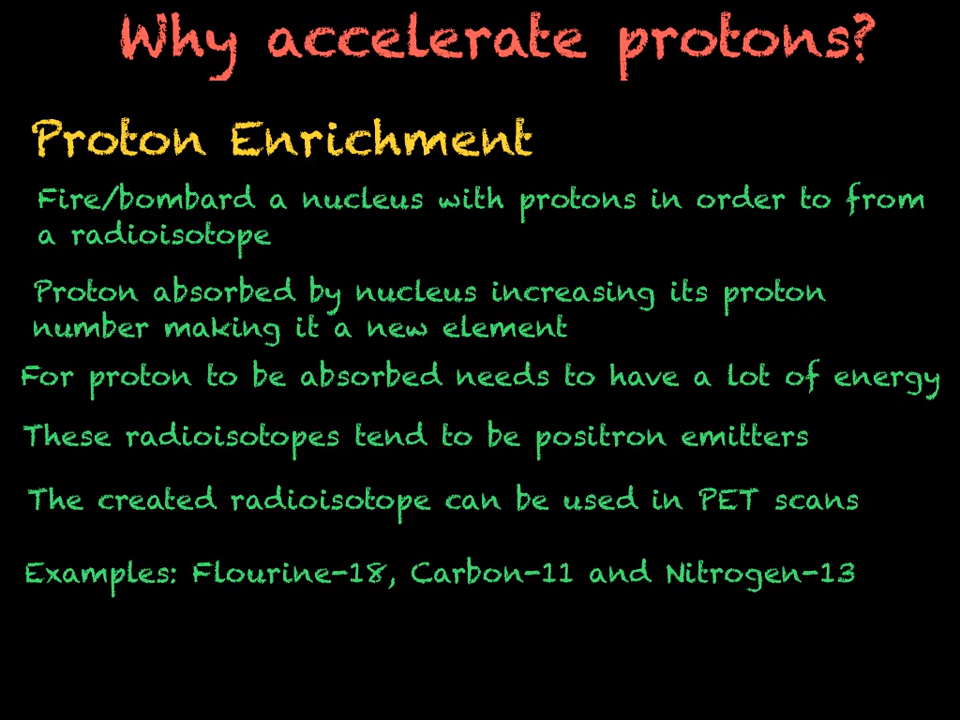 Why accelerate protons?
Proton Enrichment
Fire/bombard a nucleus with protons in order to from
a radioisotope
Proton absorbed by nucleus increasing its proton
number making it a new element
For proton to be absorbed needs to have a lot of energy
These radioisotopes tend to be positron emitters
The created radioisotope can be used in PET scans
Examples: Flourine-18, Carbon-11 and Nitrogen-13